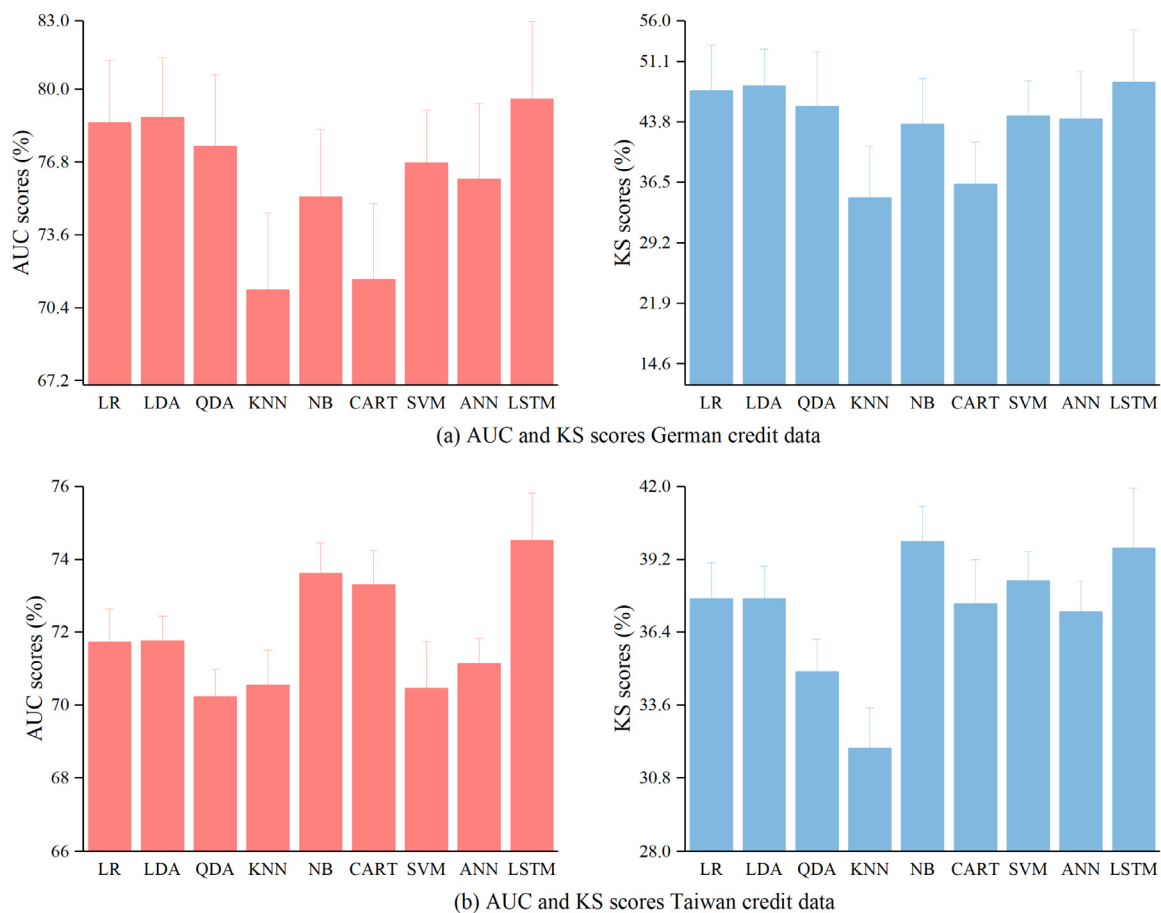 AUC scores (%)
83.0
80.0
76.8
73.6
70.4
67.2
LR LDA QDA KNN NB CART SVM ANN LSTM
KS scores (%)
56.0
51.1
43.8
36.5
29.2
21.9
14.6
LR LDA QDA KNN NB CART SVM ANN LSTM
(a) AUC and KS scores German credit data
AUC scores (%)
76
74
72
70
68
66
LR LDA QDA KNN NB CART SVM ANN LSTM
KS scores (%)
42.0
39.2
36.4
33.6
30.8
28.0
LR LDA QDA KNN NB CART SVM ANN LSTM
(b) AUC and KS scores Taiwan credit data